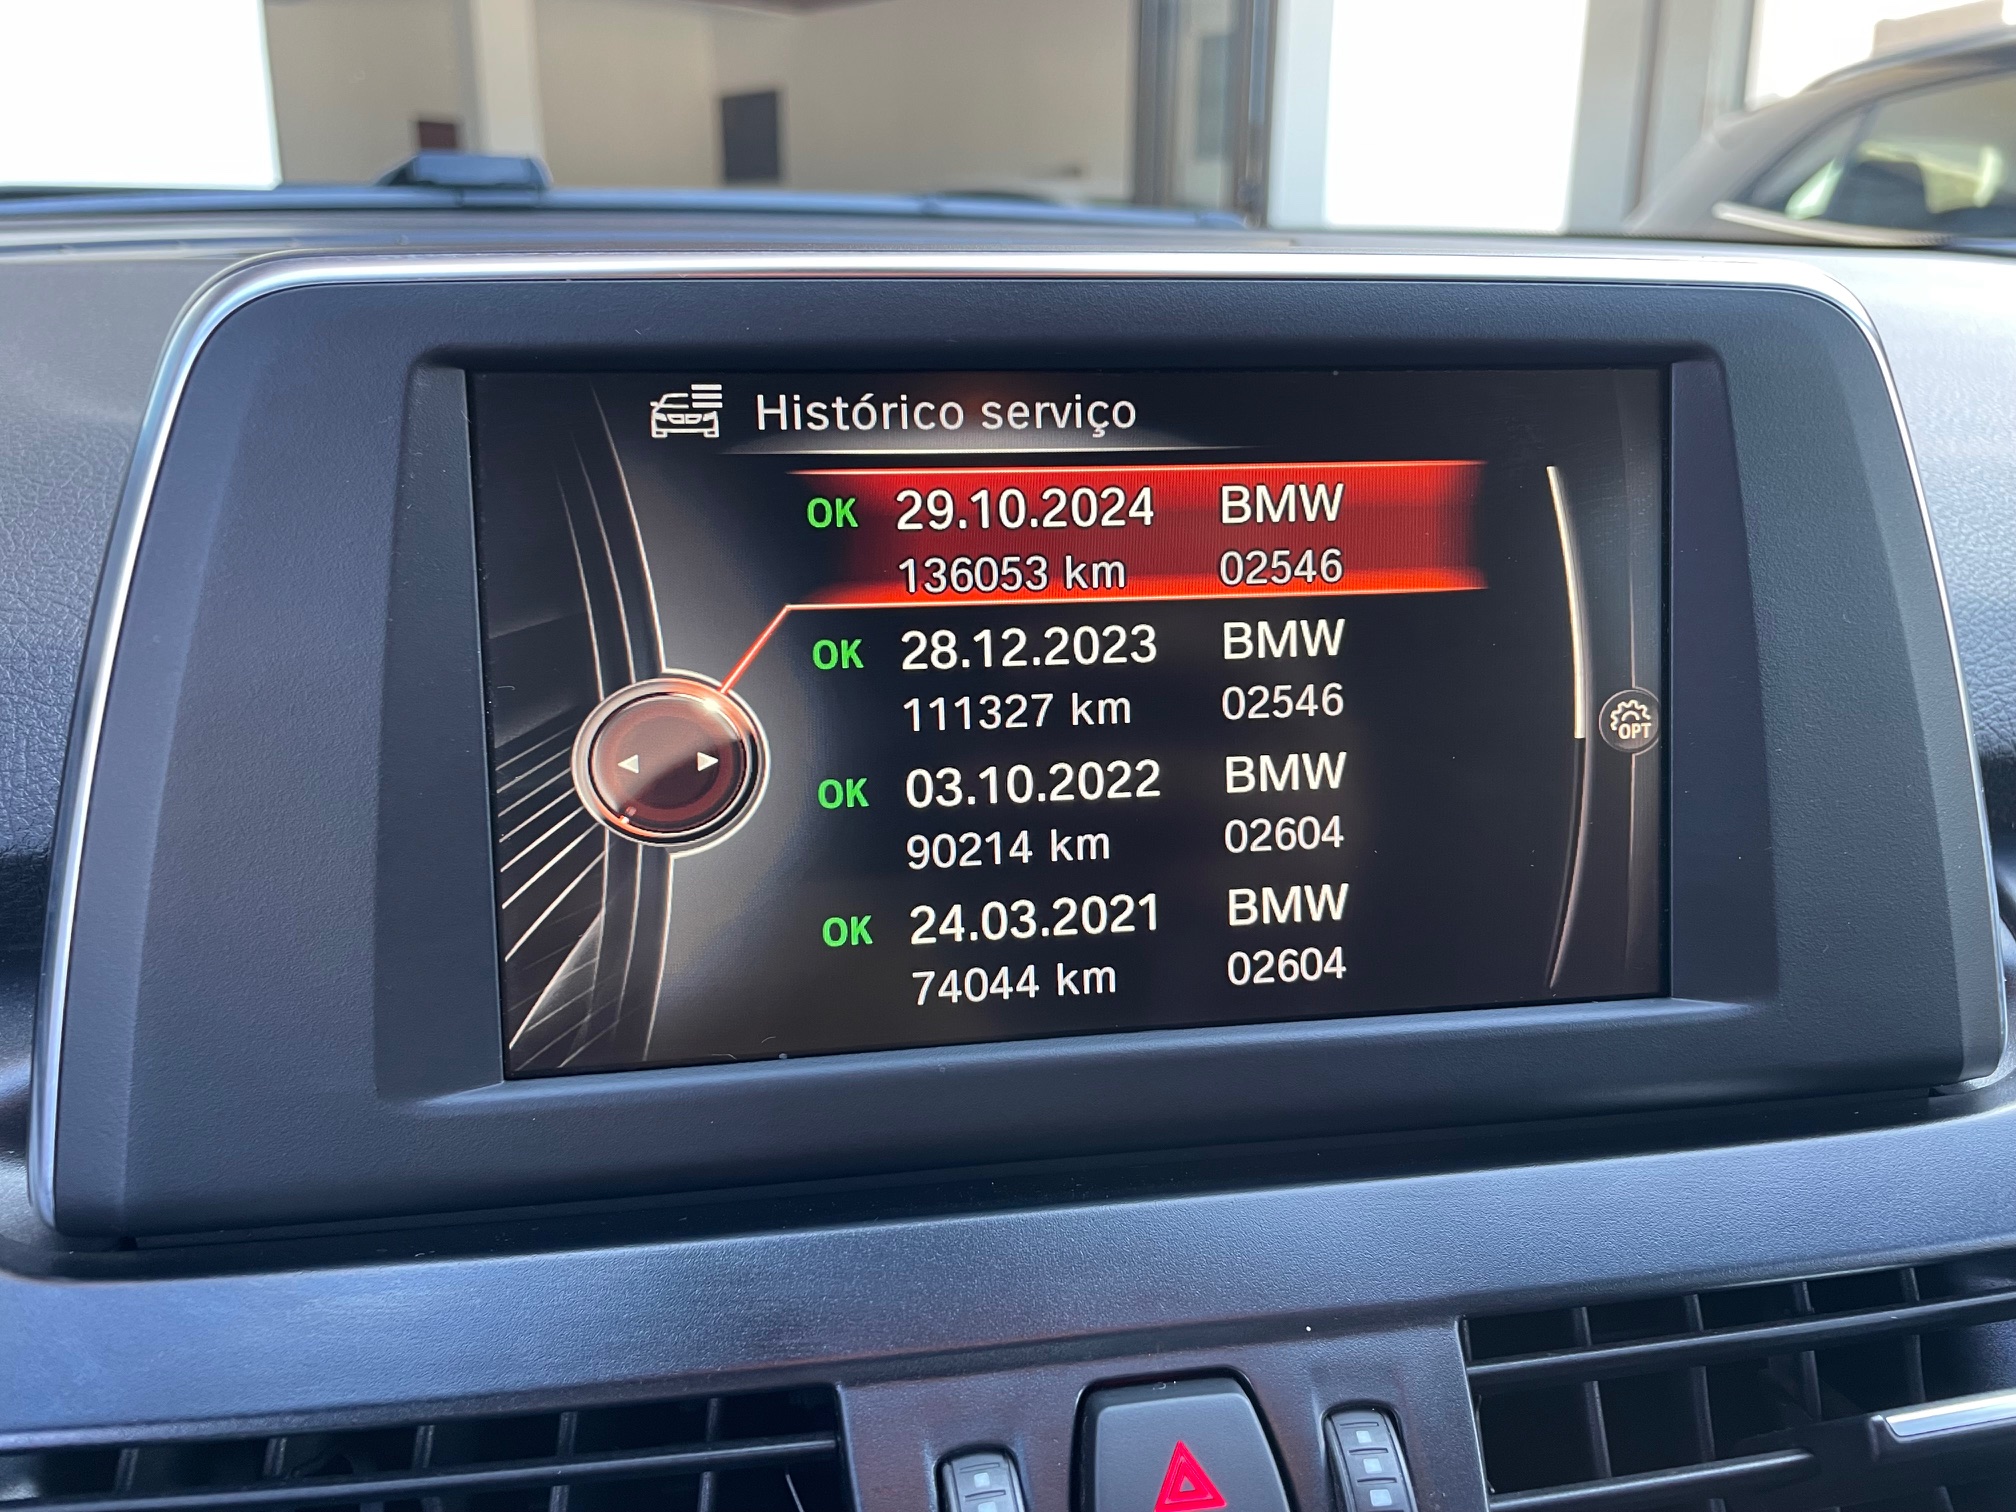 Histórico serviço
OK 29.10.2024 BMW
136053 km 02546
OK 28.12.2023 BMW
111327 km 02546
OK 03.10.2022 BMW
90214 km 02604
OK 24.03.2021 BMW
74044 km 02604
OPT